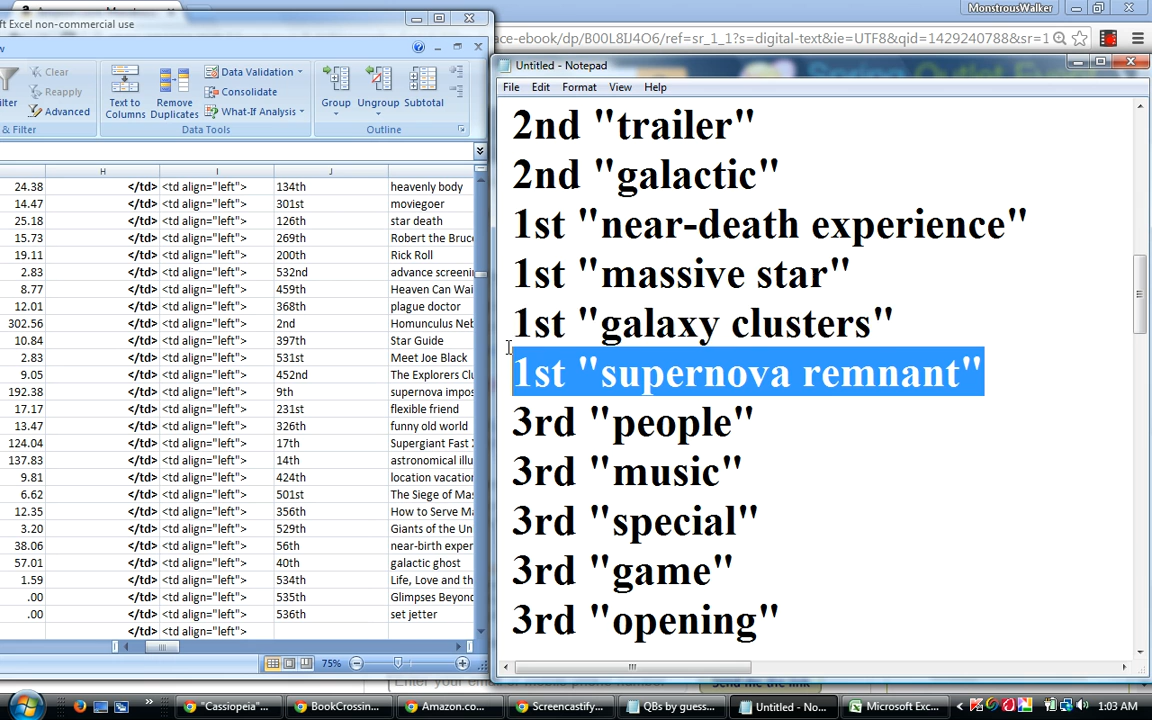 MonstrousWalker
oft Excel non-commercial use
ace-ebook/dp/B00L8IJ4O6/ref=sr_1_1?s=digital-text&ie=UTF8&qid=1429240788&sr=1
Untitled - Notepad
File Edit Format View Help
Clear
Reapply
Advanced
Text to Columns
Remove Duplicates
Data Validation
Consolidate
What-If Analysis
Group
Ungroup
Subtotal
& Filter
Data Tools
Outline
H I J
24.38 </td> <td align="left"> 134th heavenly body
14.47 </td> <td align="left"> 301st moviegoer
25.18 </td> <td align="left"> 126th star death
15.73 </td> <td align="left"> 269th Robert the Bruce
19.11 </td> <td align="left"> 200th Rick Roll
2.83 </td> <td align="left"> 532nd advance screenin
8.77 </td> <td align="left"> 459th Heaven Can Wai
12.01 </td> <td align="left"> 368th plague doctor
302.56 </td> <td align="left"> 2nd Homunculus Neb
10.84 </td> <td align="left"> 397th Star Guide
2.83 </td> <td align="left"> 531st Meet Joe Black
9.05 </td> <td align="left"> 452nd The Explorers Clu
192.38 </td> <td align="left"> 9th supernova impos
17.17 </td> <td align="left"> 231st flexible friend
13.47 </td> <td align="left"> 326th funny old world
124.04 </td> <td align="left"> 17th Supergiant Fast X
137.83 </td> <td align="left"> 14th astronomical illu
9.81 </td> <td align="left"> 424th location vacation
6.62 </td> <td align="left"> 501st The Siege of Mas
12.35 </td> <td align="left"> 356th How to Serve Ma
3.20 </td> <td align="left"> 529th Giants of the Un
38.06 </td> <td align="left"> 56th near-birth exper
57.01 </td> <td align="left"> 40th galactic ghost
1.59 </td> <td align="left"> 534th Life, Love and the
.00 </td> <td align="left"> 535th Glimpses Beyond
.00 </td> <td align="left"> 536th set jetter
</td> <td align="left">
75%
2nd "trailer"
2nd "galactic"
1st "near-death experience"
1st "massive star"
1st "galaxy clusters"
1st "supernova remnant"
3rd "people"
3rd "music"
3rd "special"
3rd "game"
3rd "opening"
"Cassiopeia"...
BookCrossin...
Amazon.co...
Screencastify...
QBs by guess...
Untitled - No...
Microsoft Exc...
1:03 AM